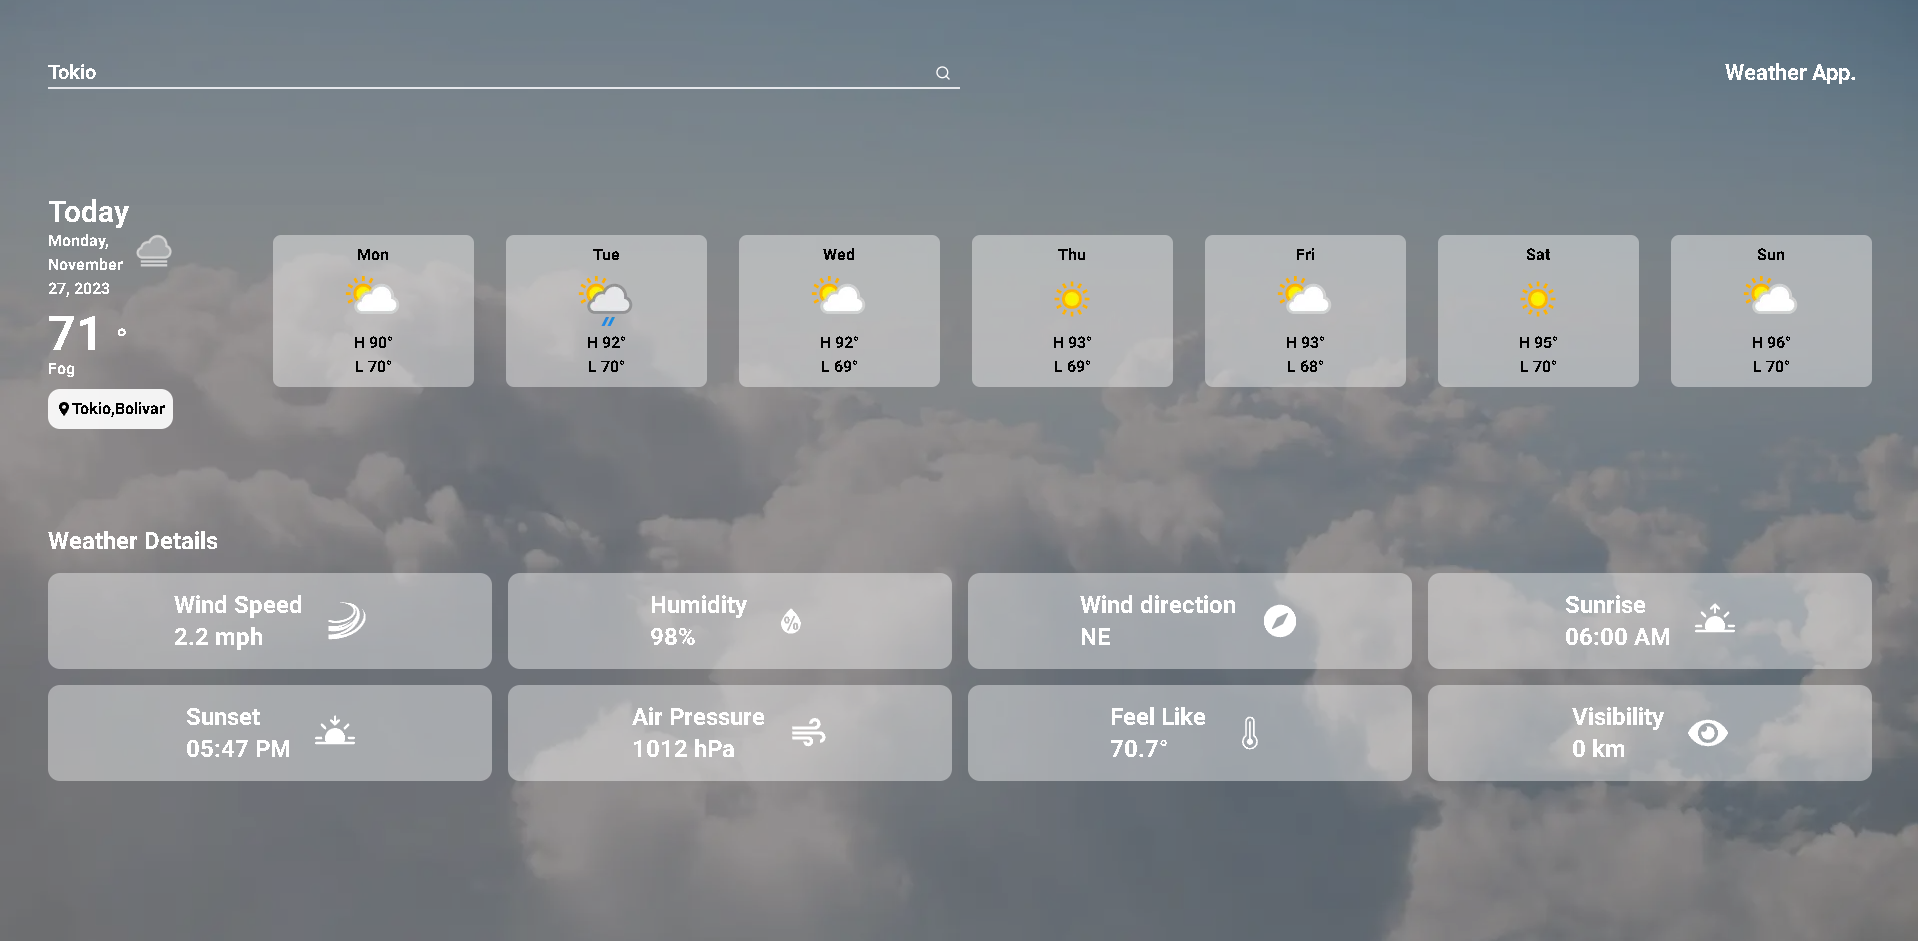 Tokio
Weather App.
Today
Monday,
November
27, 2023
71 °
Fog
Tokio,Bolivar
Mon
H 90°
L 70°
Tue
H 92°
L 70°
Wed
H 92°
L 69°
Thu
H 93°
L 69°
Fri
H 93°
L 68°
Sat
H 95°
L 70°
Sun
H 96°
L 70°
Weather Details
Wind Speed
2.2 mph
Humidity
98%
Wind direction
NE
Sunrise
06:00 AM
Sunset
05:47 PM
Air Pressure
1012 hPa
Feel Like
70.7°
Visibility
0 km